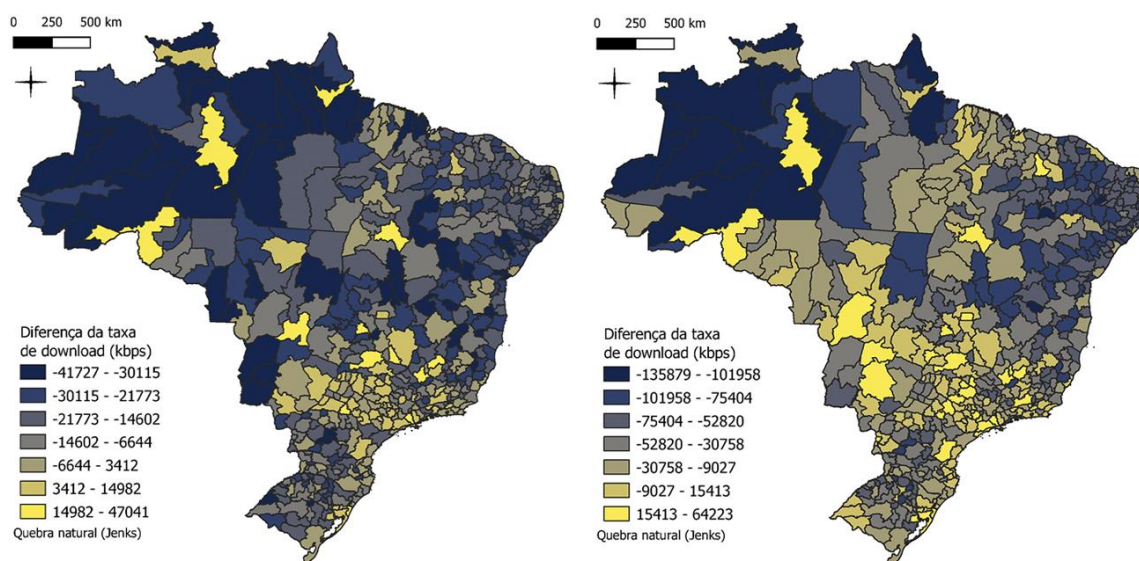 0 250 500 km
Diferença da taxa
de download (kbps)
-41727 - -30115
-30115 - -21773
-21773 - -14602
-14602 - -6644
-6644 - 3412
3412 - 14982
14982 - 47041
Quebra natural (Jenks)
0 250 500 km
Diferença da taxa
de download (kbps)
-135879 - -101958
-101958 - -75404
-75404 - -52820
-52820 - -30758
-30758 - -9027
-9027 - 15413
15413 - 64223
Quebra natural (Jenks)